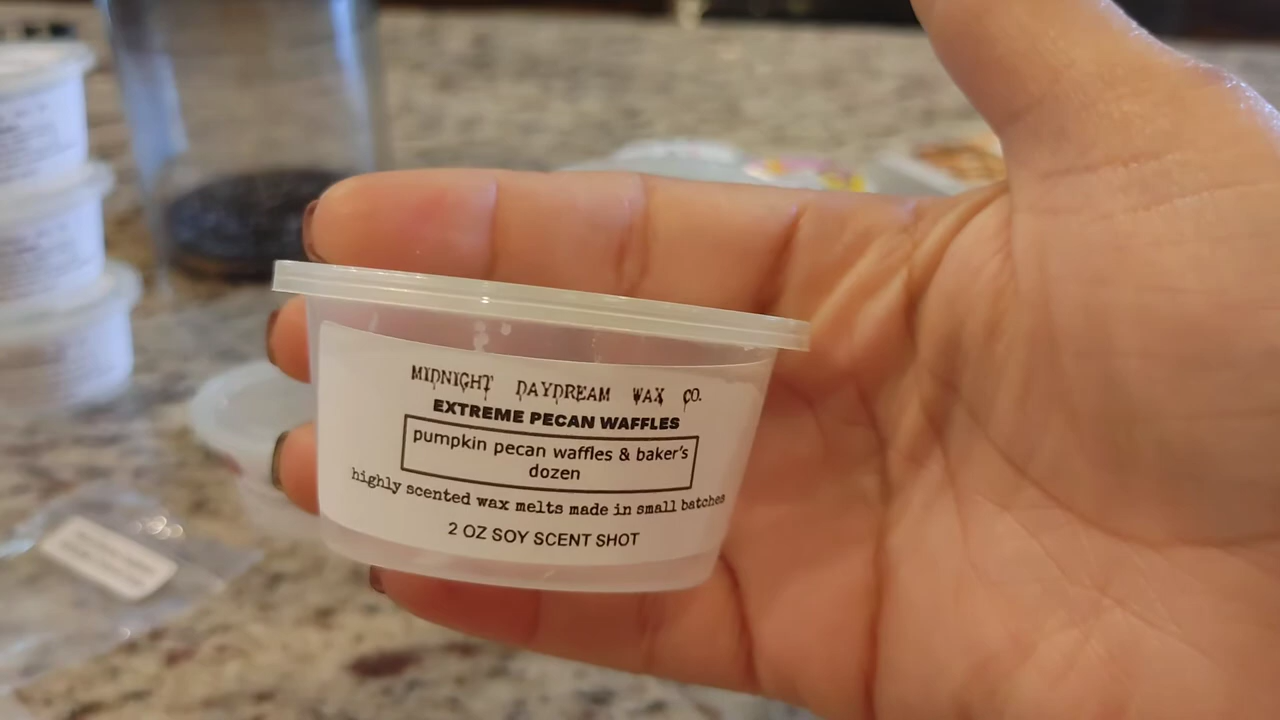 MIDNIGHT DAYDREAM WAX CO.
EXTREME PECAN WAFFLES
pumpkin pecan waffles & baker's
dozen
highly scented wax melts made in small batches
2 OZ SOY SCENT SHOT